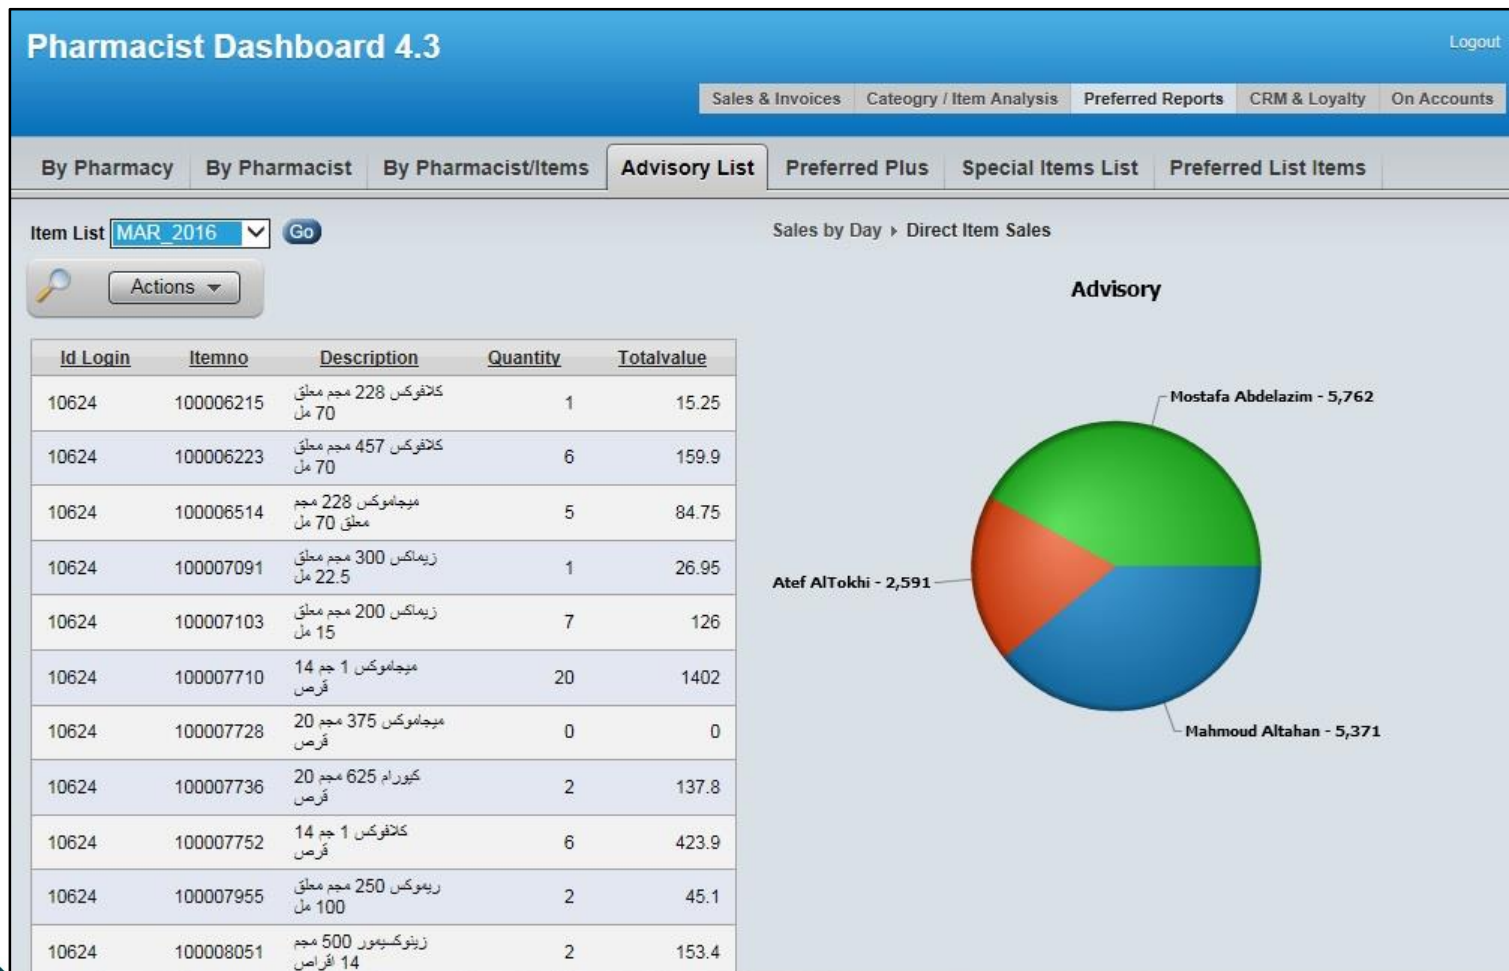 Pharmacist Dashboard 4.3
Logout
Sales & Invoices Cateogry / Item Analysis Preferred Reports CRM & Loyalty On Accounts
By Pharmacy By Pharmacist By Pharmacist/Items Advisory List Preferred Plus Special Items List Preferred List Items
Item List MAR_2016 Go
Actions
Id Login Itemno Description Quantity Totalvalue
10624 100006215 كلافوكس 228 مجم معلق 1 15.25
70 مل
10624 100006223 كلافوكس 457 مجم معلق 6 159.9
70 مل
10624 100006514 ميجاموكس 228 مجم 5 84.75
معلق 70 مل
10624 100007091 زيماكس 300 مجم معلق 1 26.95
22.5 مل
10624 100007103 زيماكس 200 مجم معلق 7 126
15 مل
10624 100007710 ميجاموكس 1 جم 14 20 1402
قرص
10624 100007728 ميجاموكس 375 مجم 20 0 0
قرص
10624 100007736 كيورام 625 مجم 20 2 137.8
قرص
10624 100007752 كلافوكس 1 جم 14 6 423.9
قرص
10624 100007955 ريموكس 250 مجم معلق 2 45.1
100 مل
10624 100008051 زينوكسيمور 500 مجم 2 153.4
14 اقراص
Sales by Day Direct Item Sales
Advisory
Mostafa Abdelazim - 5,762
Atef AlTokhi - 2,591
Mahmoud Altahan - 5,371